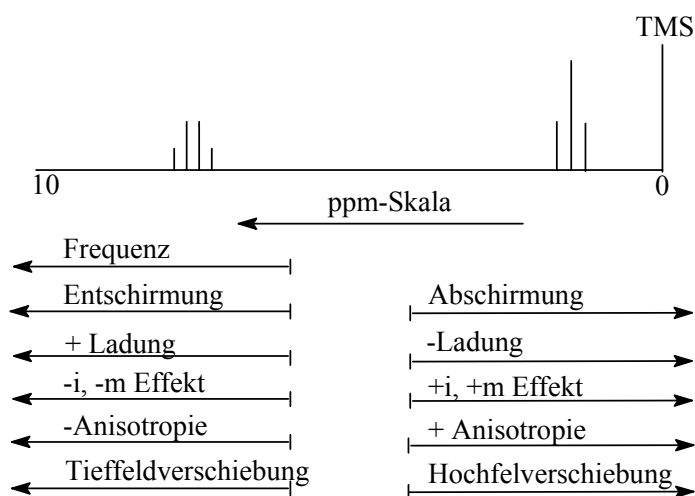 TMS
10
0
ppm-Skala
Frequenz
Entschirmung
Abschirmung
+ Ladung
-Ladung
-i, -m Effekt
+i, +m Effekt
-Anisotropie
+ Anisotropie
Tieffeldverschiebung
Hochfelverschiebung